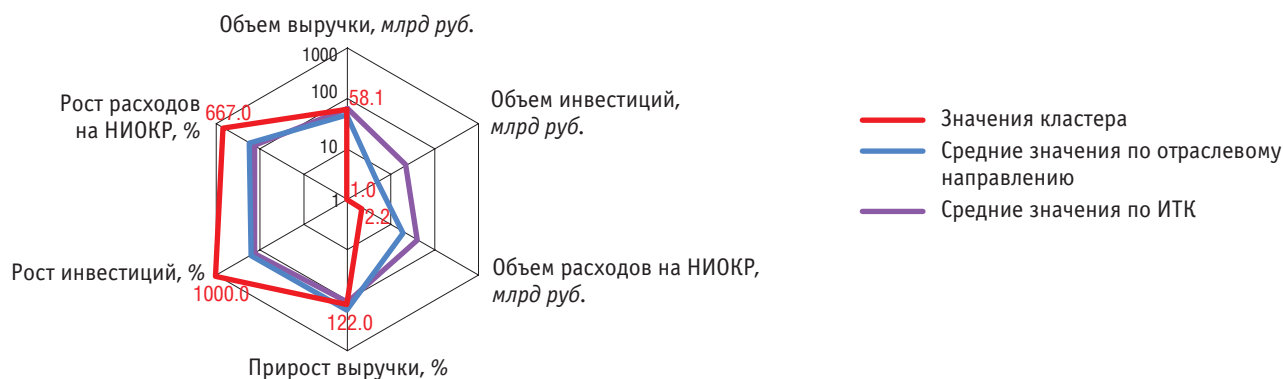 Объем выручки, млрд руб.
1000
100
10
1
58.1
Объем инвестиций,
млрд руб.
1.0
2.2
Объем расходов на НИОКР,
млрд руб.
122.0
Прирост выручки, %
1000.0
Рост инвестиций, %
667.0
Рост расходов
на НИОКР, %
Значения кластера
Средние значения по отраслевому
направлению
Средние значения по ИТК